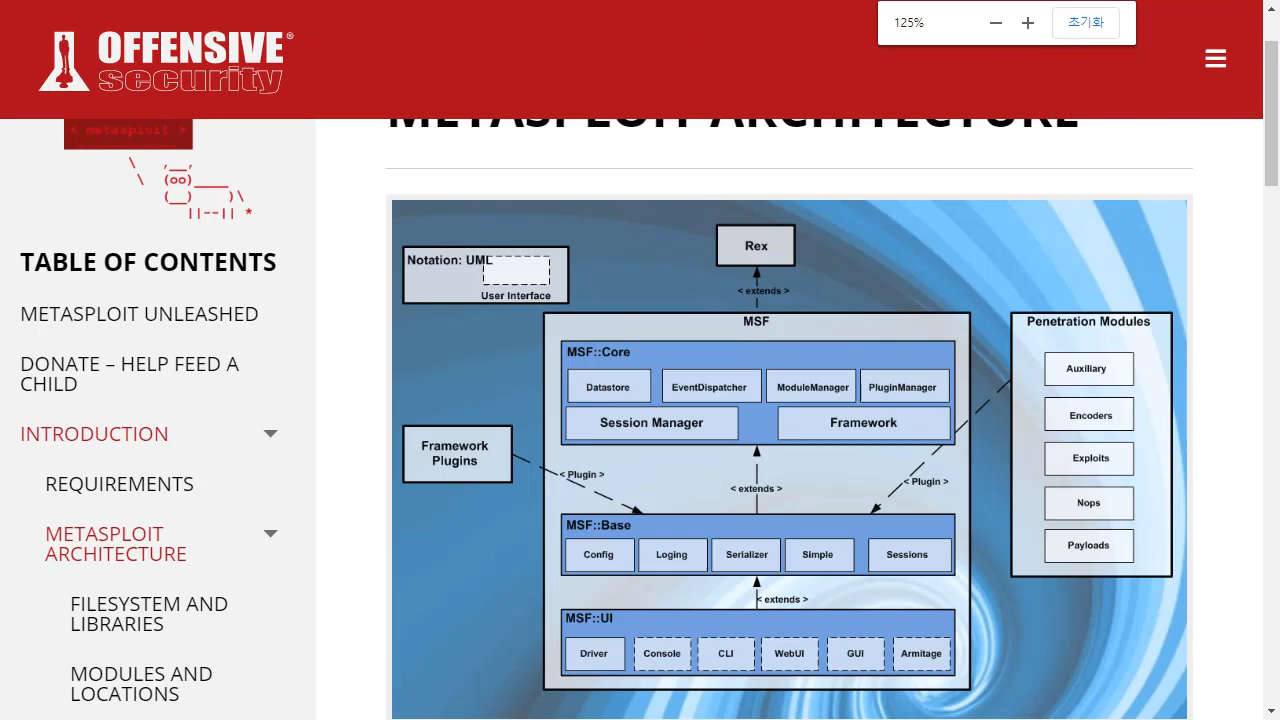 125%
초기화
OFFENSIVE®
security
< metasploit >
TABLE OF CONTENTS
METASPLOIT UNLEASHED
DONATE – HELP FEED A
CHILD
INTRODUCTION
REQUIREMENTS
METASPLOIT
ARCHITECTURE
FILESYSTEM AND
LIBRARIES
MODULES AND
LOCATIONS
METASPLOIT ARCHITECTURE
Notation: UML
User Interface
Rex
< extends >
MSF
MSF::Core
Datastore
EventDispatcher
ModuleManager
PluginManager
Session Manager
Framework
Framework
Plugins
< Plugin >
< extends >
< Plugin >
MSF::Base
Config
Loging
Serializer
Simple
Sessions
< extends >
MSF::UI
Driver
Console
CLI
WebUI
GUI
Armitage
Penetration Modules
Auxiliary
Encoders
Exploits
Nops
Payloads